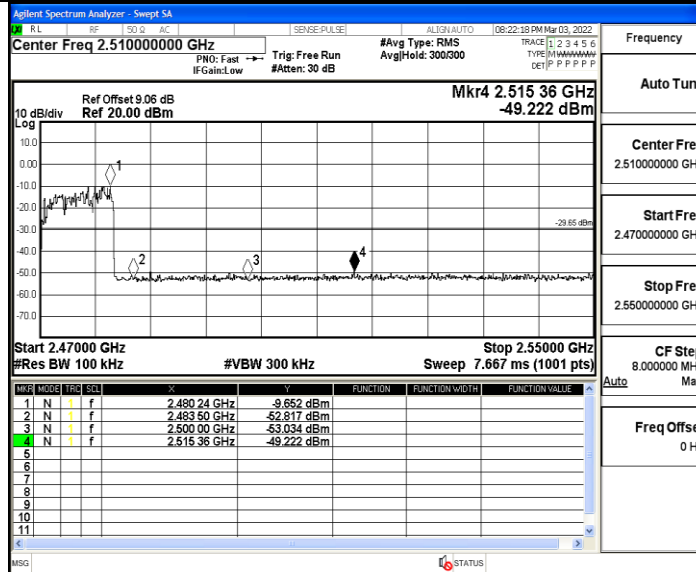 Agilent Spectrum Analyzer - Swept SA
RL RF 50 Ω AC SENSE:PULSE ALIGNAUTO 08:22:18 PM Mar 03, 2022
Center Freq 2.510000000 GHz
PNO: Fast Trig: Free Run
IFGain:Low #Atten: 30 dB
#Avg Type: RMS
Avg|Hold: 300/300
TRACE 1 2 3 4 5 6
TYPE M WWWWW
DET P P P P P P
Ref Offset 9.06 dB
10 dB/div Ref 20.00 dBm
Log
Mkr4 2.515 36 GHz
-49.222 dBm
10.0
0.00
-10.0
-20.0
-30.0
-40.0
-50.0
-60.0
-70.0
1
2
3
4
-29.65 dBm
Start 2.47000 GHz Stop 2.55000 GHz
#Res BW 100 kHz #VBW 300 kHz Sweep 7.667 ms (1001 pts)
MKR MODE TRC SCL X Y FUNCTION FUNCTION WIDTH FUNCTION VALUE
1 N 1 f 2.480 24 GHz -9.652 dBm
2 N 1 f 2.483 50 GHz -52.817 dBm
3 N 1 f 2.500 00 GHz -53.034 dBm
4 N 1 f 2.515 36 GHz -49.222 dBm
5
6
7
8
9
10
11
MSG STATUS
Frequency
Auto Tun
Center Fre
2.510000000 GH
Start Fre
2.470000000 GH
Stop Fre
2.550000000 GH
CF Ste
8.000000 MH
Auto Ma
Freq Offse
0 H